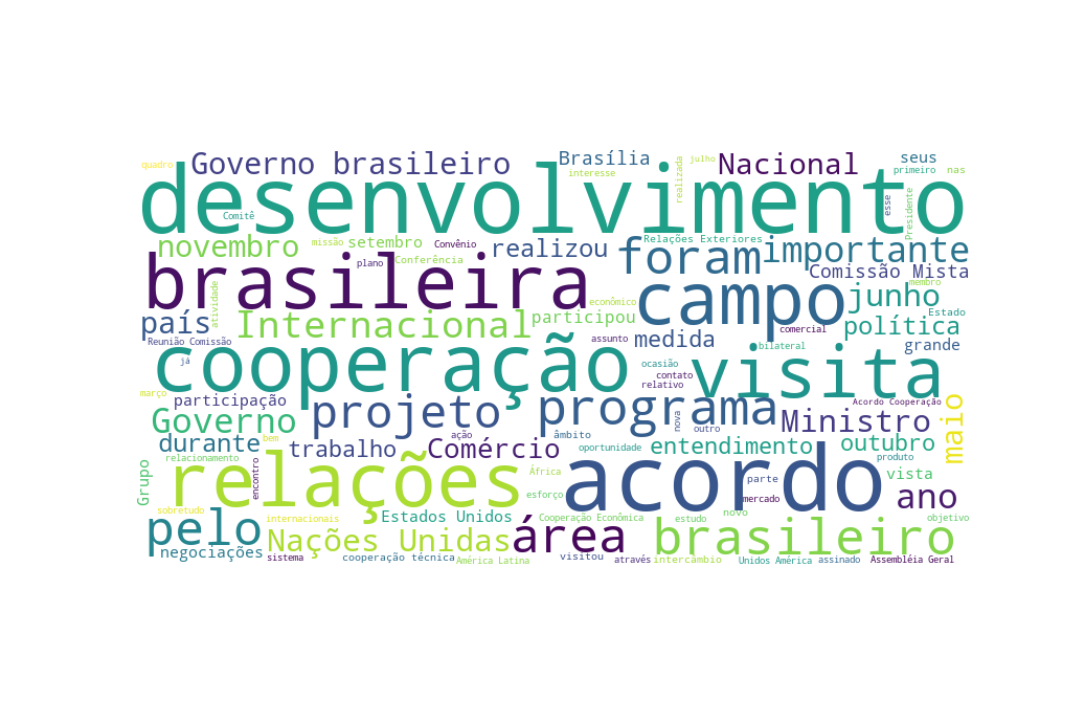 quadro
Governo brasileiro
Brasília
interesse
realizada
julho
Nacional
seus
primeiro
nas
desenvolvimento
Comitê
esse
Presidente
novembro
missão
setembro
Convênio
realizou
foram
Relações Exteriores
importante
plano
Conferência
Comissão Mista
brasileira
campo
membro
atividade
econômico
junho
Estado
país
Internacional
participou
comercial
política
Reunião Comissão
assunto
medida
bilateral
grande
cooperação
já
ocasião
contato
relativo
visita
março
participação
Acordo Cooperação
Governo
projeto
programa
nova
outro
Ministro
maio
durante
bem
trabalho
Comércio
ação
âmbito
oportunidade
entendimento
outubro
Grupo
relacionamento
encontro
África
produto
vista
relações
esforço
acordo
parte
mercado
ano
sobretudo
pelo
internacionais
Estados Unidos
Cooperação Econômica
estudo
novo
objetivo
negociações
Nações Unidas
área
brasileiro
sistema
cooperação técnica
América Latina
visitou
através
intercâmbio
Unidos América
assinado
Assembléia Geral